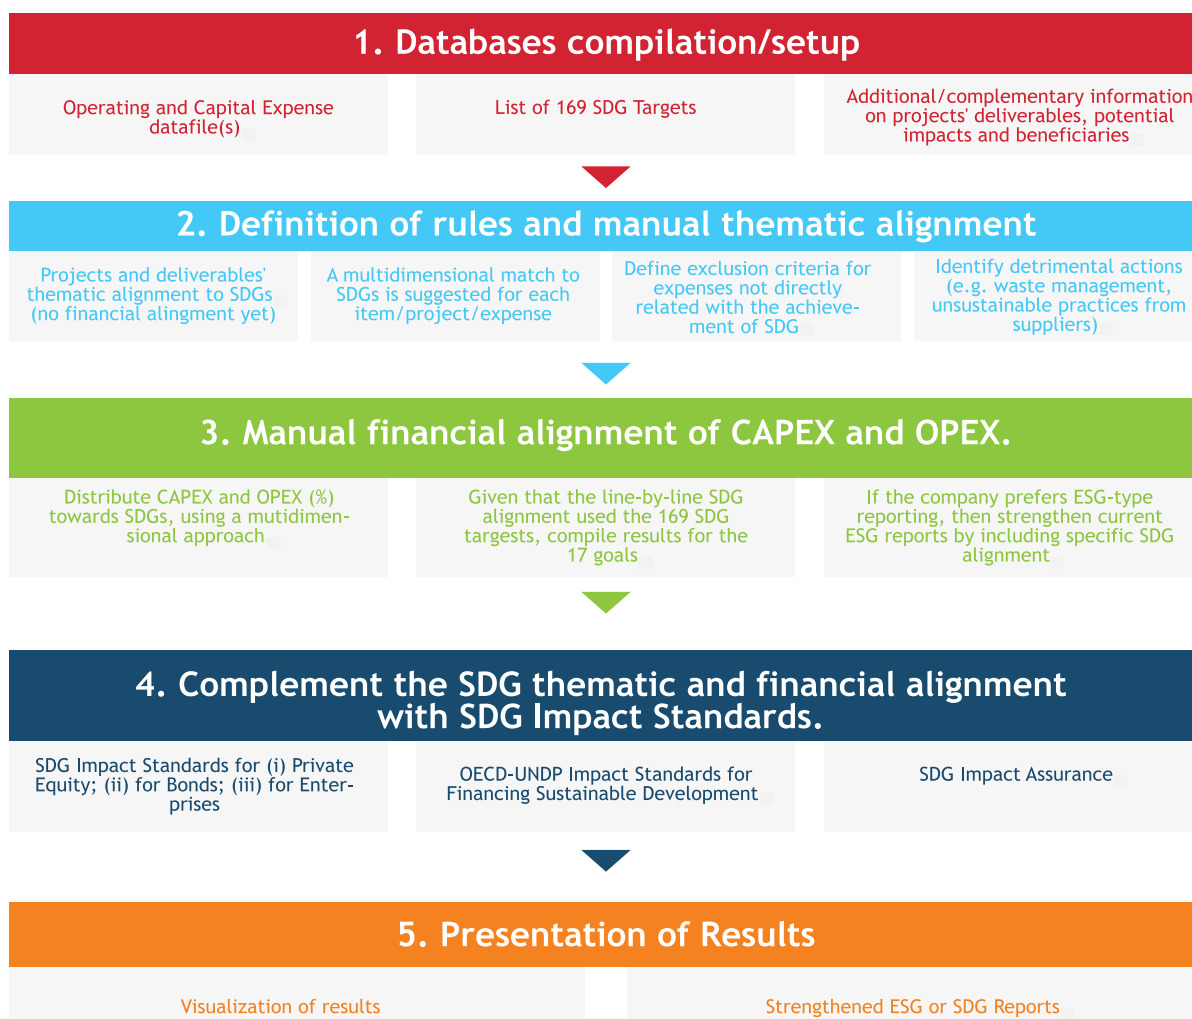 1. Databases compilation/setup
Operating and Capital Expense
datafile(s)
List of 169 SDG Targets
Additional/complementary information
on projects' deliverables, potential
impacts and beneficiaries
2. Definition of rules and manual thematic alignment
Projects and deliverables'
thematic alignment to SDGs
(no financial alingment yet)
A multidimensional match to
SDGs is suggested for each
item/project/expense
Define exclusion criteria for
expenses not directly
related with the achieve-
ment of SDG
Identify detrimental actions
(e.g. waste management,
unsustainable practices from
suppliers)
3. Manual financial alignment of CAPEX and OPEX.
Distribute CAPEX and OPEX (%)
towards SDGs, using a mutidimen-
sional approach
Given that the line-by-line SDG
alignment used the 169 SDG
targests, compile results for the
17 goals
If the company prefers ESG-type
reporting, then strengthen current
ESG reports by including specific SDG
alignment
4. Complement the SDG thematic and financial alignment
with SDG Impact Standards.
SDG Impact Standards for (i) Private
Equity; (ii) for Bonds; (iii) for Enter-
prises
OECD-UNDP Impact Standards for
Financing Sustainable Development
SDG Impact Assurance
5. Presentation of Results
Visualization of results
Strengthened ESG or SDG Reports